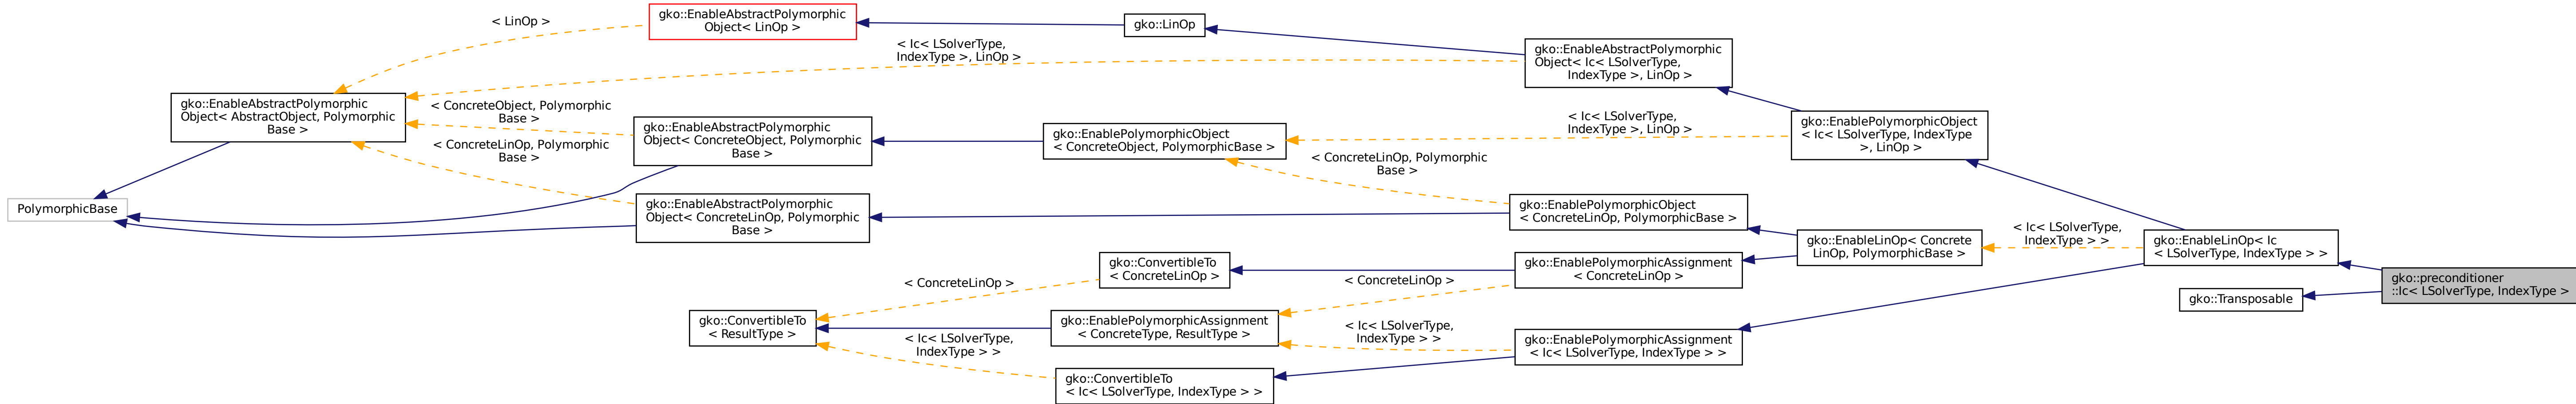 gko::EnableAbstractPolymorphic
Object< LinOp >
< LinOp >
gko::LinOp
< Ic< LSolverType,
IndexType >, LinOp >
gko::EnableAbstractPolymorphic
Object< Ic< LSolverType,
IndexType >, LinOp >
gko::EnableAbstractPolymorphic
Object< AbstractObject, Polymorphic
Base >
< ConcreteObject, Polymorphic
Base >
gko::EnableAbstractPolymorphic
Object< ConcreteObject, Polymorphic
Base >
gko::EnablePolymorphicObject
< ConcreteObject, PolymorphicBase >
< Ic< LSolverType,
IndexType >, LinOp >
gko::EnablePolymorphicObject
< Ic< LSolverType, IndexType
>, LinOp >
< ConcreteLinOp, Polymorphic
Base >
< ConcreteLinOp, Polymorphic
Base >
PolymorphicBase
gko::EnableAbstractPolymorphic
Object< ConcreteLinOp, Polymorphic
Base >
gko::EnablePolymorphicObject
< ConcreteLinOp, PolymorphicBase >
gko::EnableLinOp< Concrete
LinOp, PolymorphicBase >
< Ic< LSolverType,
IndexType > >
gko::EnableLinOp< Ic
< LSolverType, IndexType > >
gko::ConvertibleTo
< ConcreteLinOp >
gko::EnablePolymorphicAssignment
< ConcreteLinOp >
< ConcreteLinOp >
< ConcreteLinOp >
gko::preconditioner
::Ic< LSolverType, IndexType >
gko::Transposable
gko::ConvertibleTo
< ResultType >
gko::EnablePolymorphicAssignment
< ConcreteType, ResultType >
< Ic< LSolverType,
IndexType > >
< Ic< LSolverType,
IndexType > >
gko::EnablePolymorphicAssignment
< Ic< LSolverType, IndexType > >
gko::ConvertibleTo
< Ic< LSolverType, IndexType > >